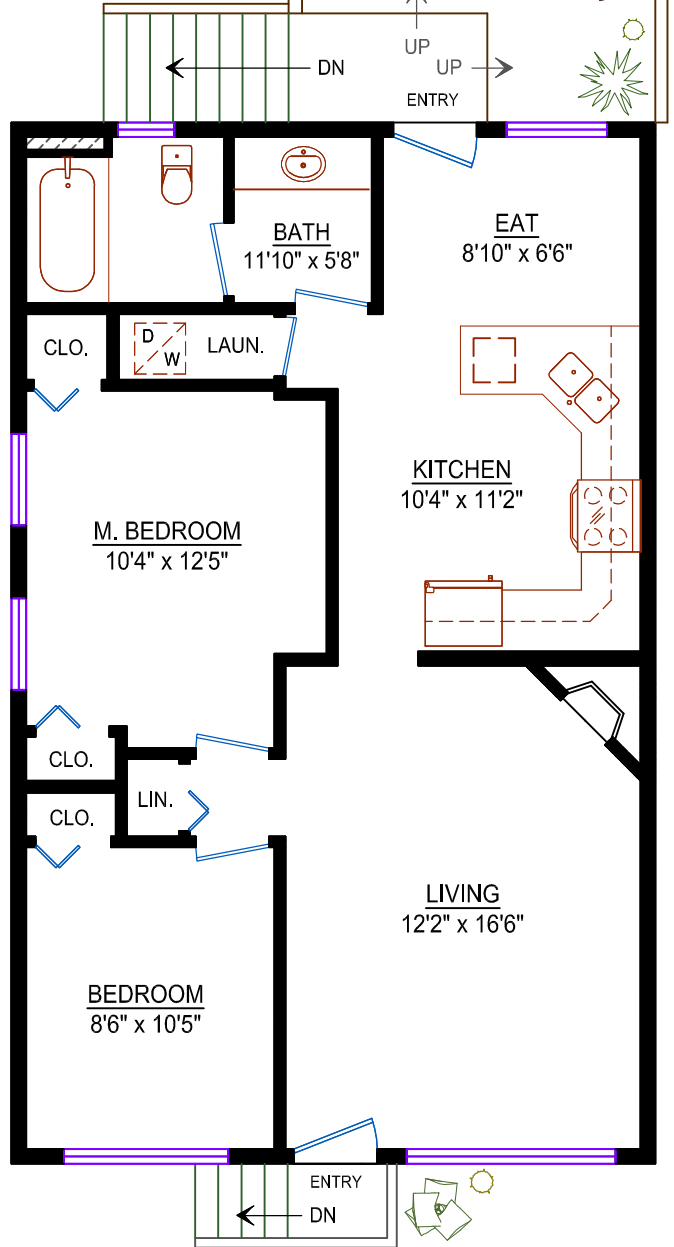 UP
DN
UP
ENTRY
BATH
11'10" x 5'8"
EAT
8'10" x 6'6"
CLO.
D
W
LAUN.
KITCHEN
10'4" x 11'2"
M. BEDROOM
10'4" x 12'5"
CLO.
LIN.
CLO.
LIVING
12'2" x 16'6"
BEDROOM
8'6" x 10'5"
ENTRY
DN